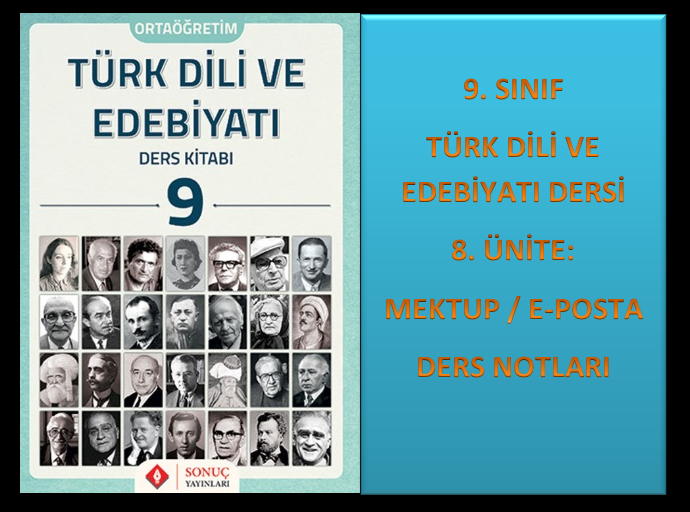 ORTAÖĞRETİM
TÜRK DİLİ VE
EDEBİYATI
DERS KİTABI
9
SONUÇ
YAYINLARI
9. SINIF
TÜRK DİLİ VE
EDEBİYATI DERSİ
8. ÜNİTE:
MEKTUP / E-POSTA
DERS NOTLARI